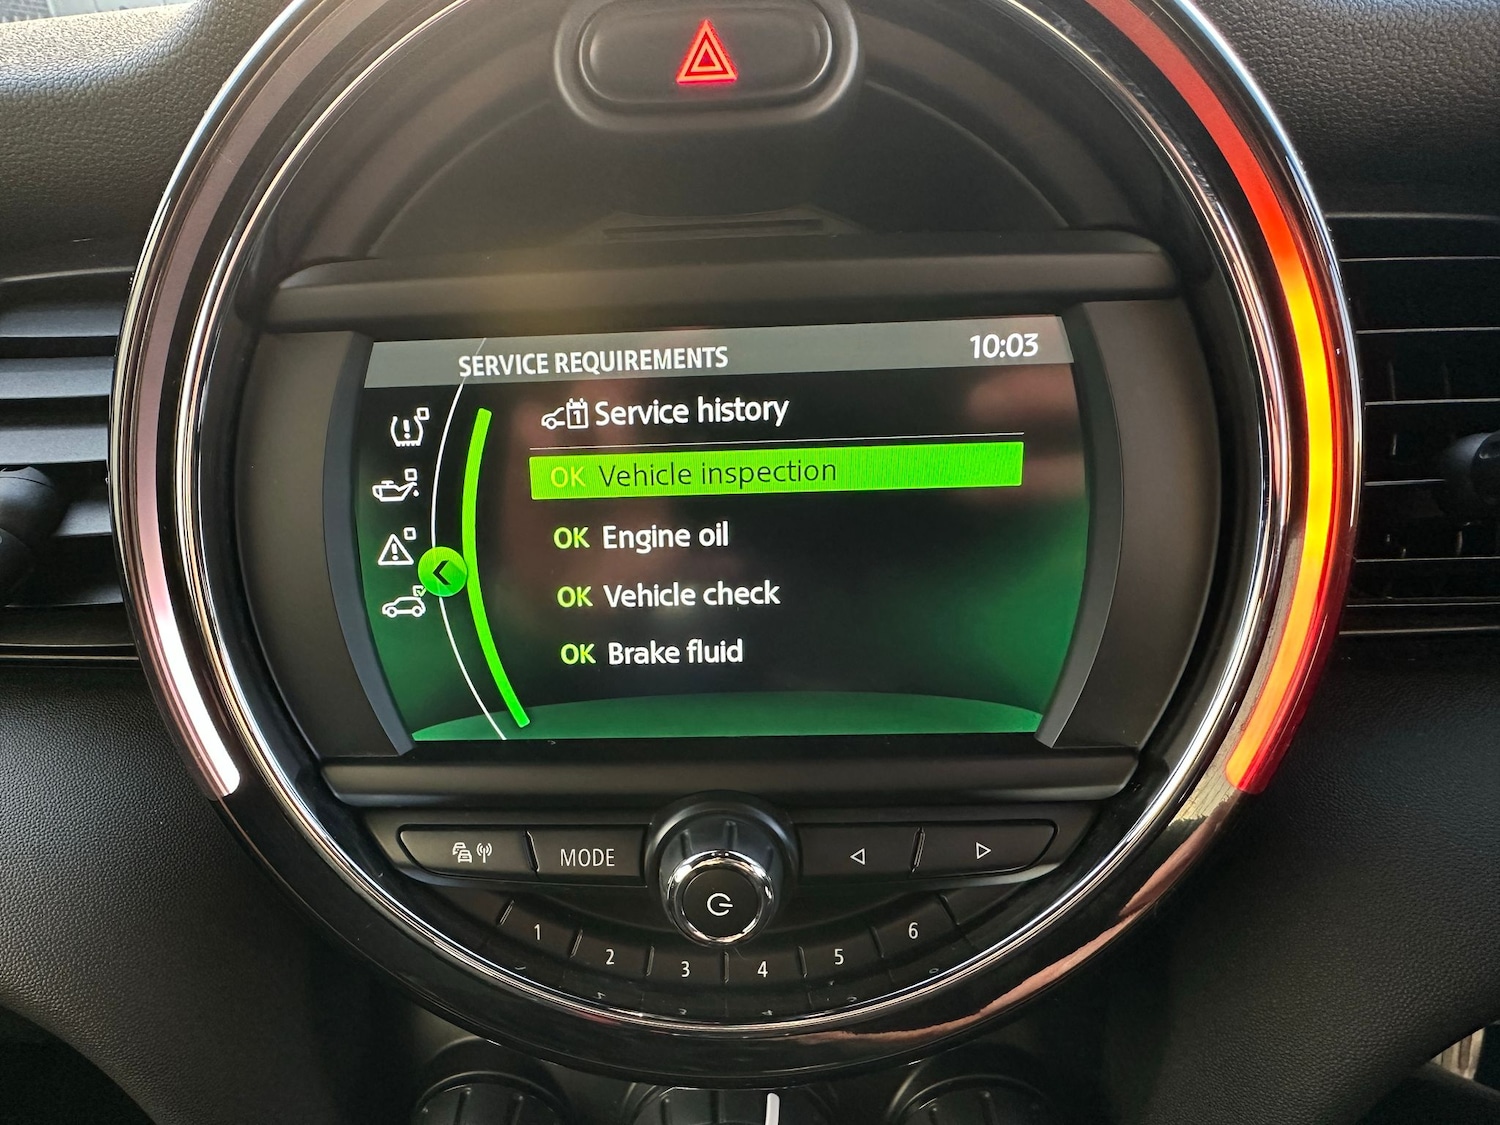 SERVICE REQUIREMENTS 10:03
1 Service history
OK Vehicle inspection
OK Engine oil
OK Vehicle check
OK Brake fluid
MODE
1 2 3 4 5 6